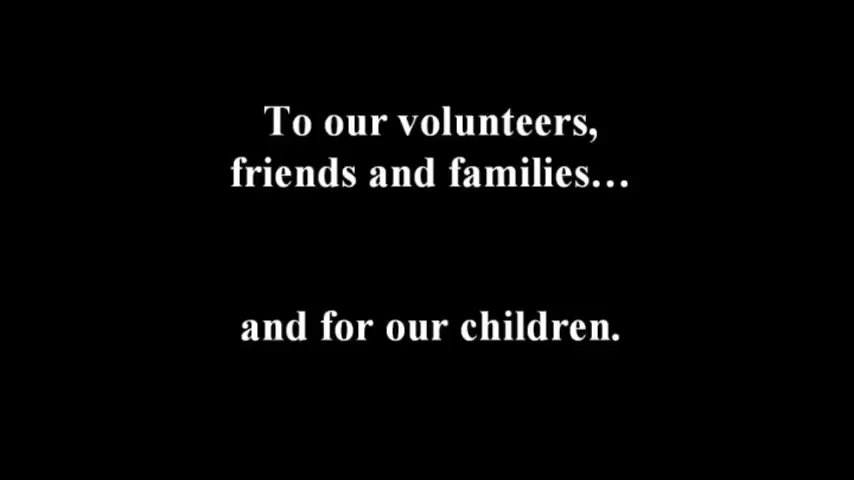 To our volunteers,
friends and families…
and for our children.